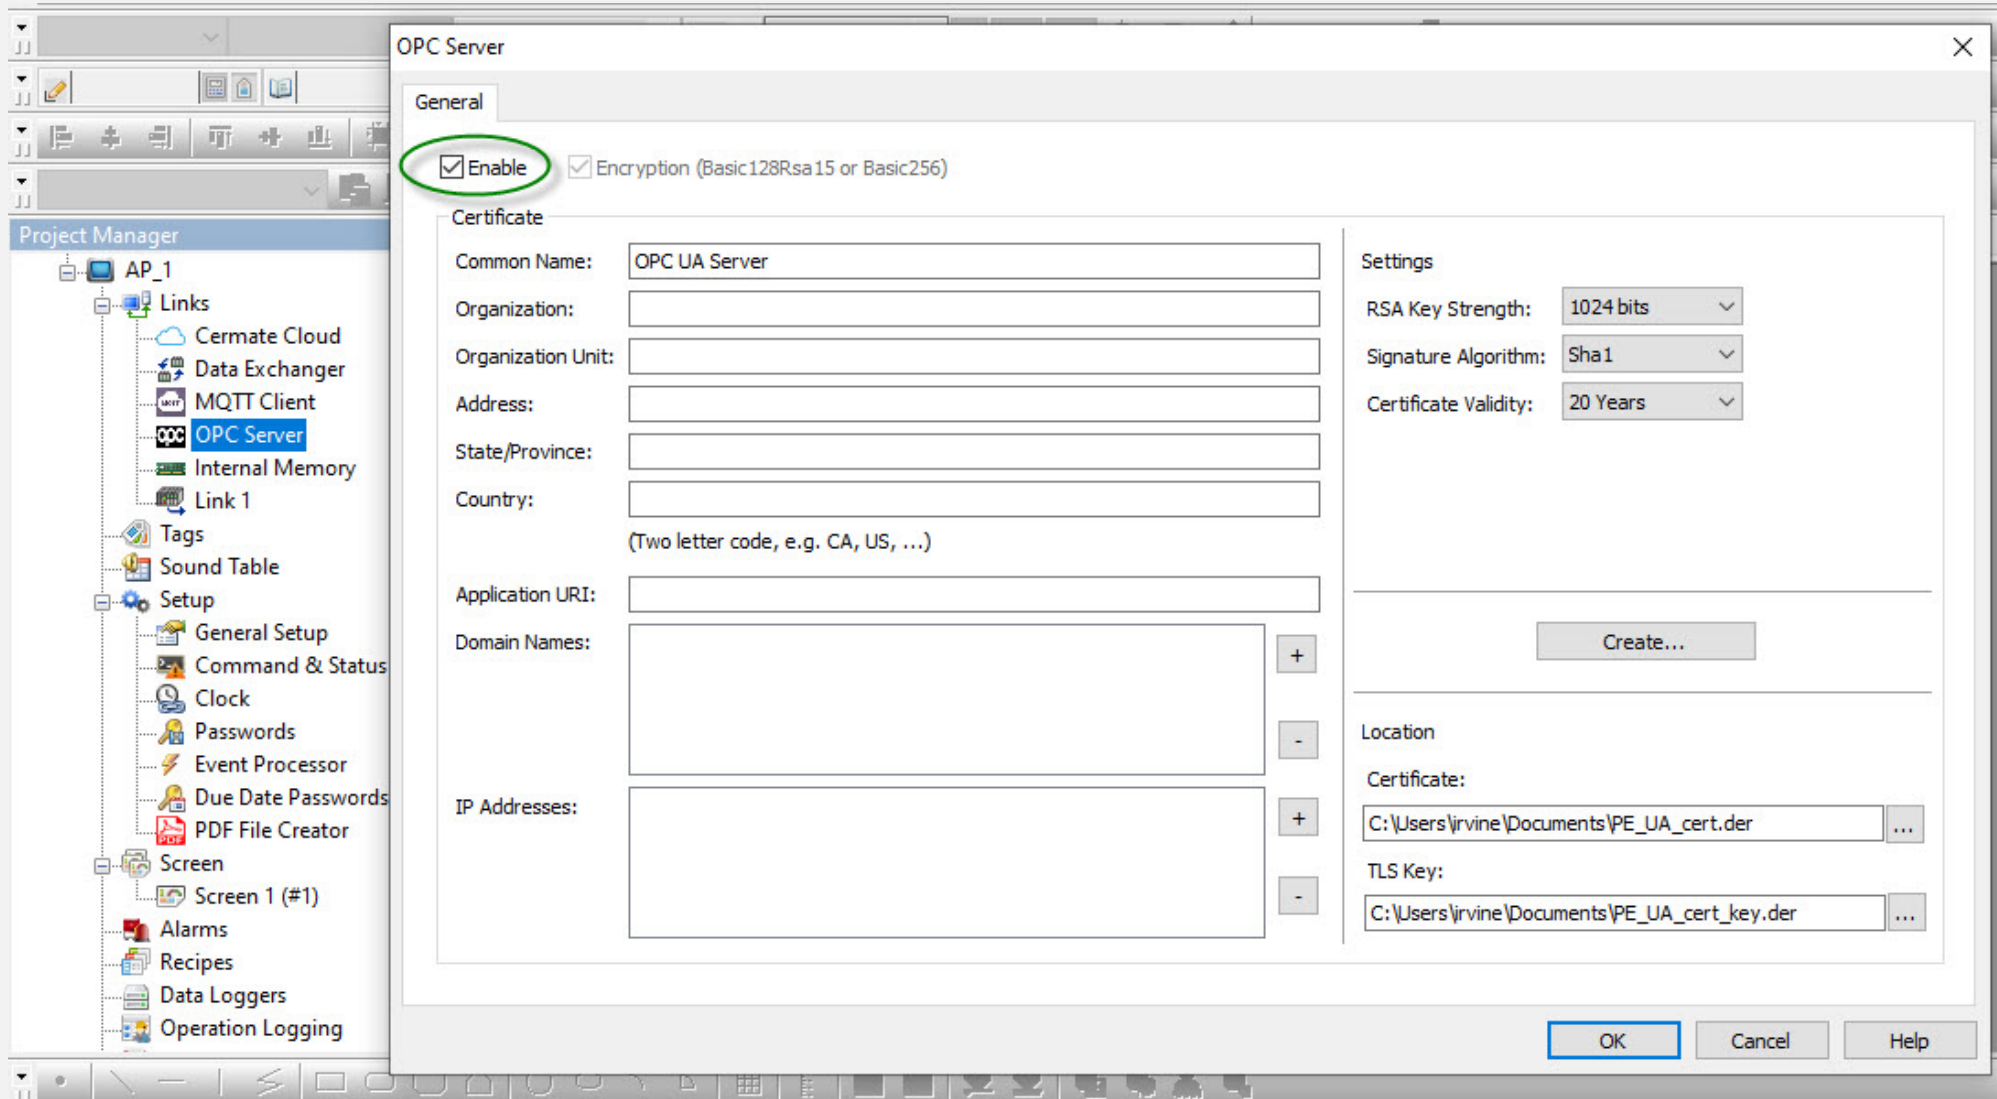 OPC Server
General
Enable
Encryption (Basic128Rsa15 or Basic256)
Project Manager
AP_1
Links
Cermate Cloud
Data Exchanger
MQTT Client
OPC Server
Internal Memory
Link 1
Tags
Sound Table
Setup
General Setup
Command & Status
Clock
Passwords
Event Processor
Due Date Passwords
PDF File Creator
Screen
Screen 1 (#1)
Alarms
Recipes
Data Loggers
Operation Logging
Certificate
Common Name: OPC UA Server
Organization:
Organization Unit:
Address:
State/Province:
Country:
(Two letter code, e.g. CA, US, ...)
Application URI:
Domain Names:
+
-
IP Addresses:
+
-
Settings
RSA Key Strength: 1024 bits
Signature Algorithm: Sha1
Certificate Validity: 20 Years
Create...
Location
Certificate:
C:\Users\irvine\Documents\PE_UA_cert.der ...
TLS Key:
C:\Users\irvine\Documents\PE_UA_cert_key.der ...
OK Cancel Help